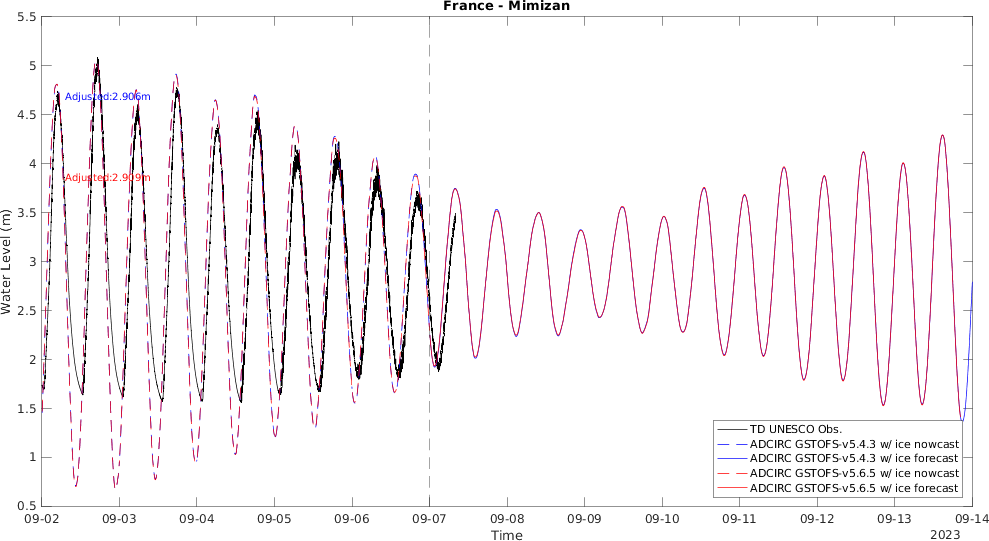 France - Mimizan
5.5
5
4.5
4
3.5
3
2.5
2
1.5
1
0.5
Water Level (m)
Adjusted:2.906m
Adjusted:2.909m
TD UNESCO Obs.
ADCIRC GSTOFS-v5.4.3 w/ ice nowcast
ADCIRC GSTOFS-v5.4.3 w/ ice forecast
ADCIRC GSTOFS-v5.6.5 w/ ice nowcast
ADCIRC GSTOFS-v5.6.5 w/ ice forecast
09-02 09-03 09-04 09-05 09-06 09-07 09-08 09-09 09-10 09-11 09-12 09-13 09-14
Time
2023